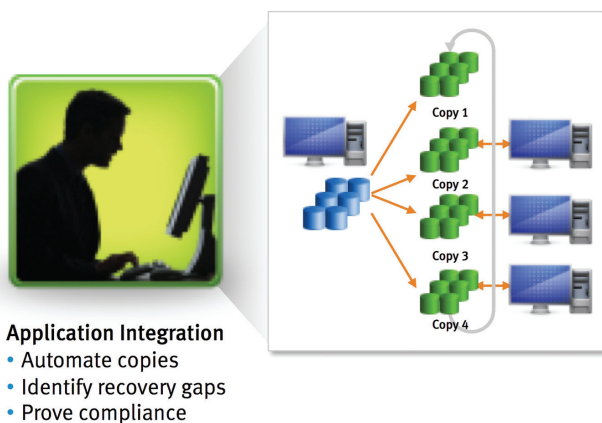 Copy 1
Copy 2
Copy 3
Copy 4
Application Integration
• Automate copies
• Identify recovery gaps
• Prove compliance